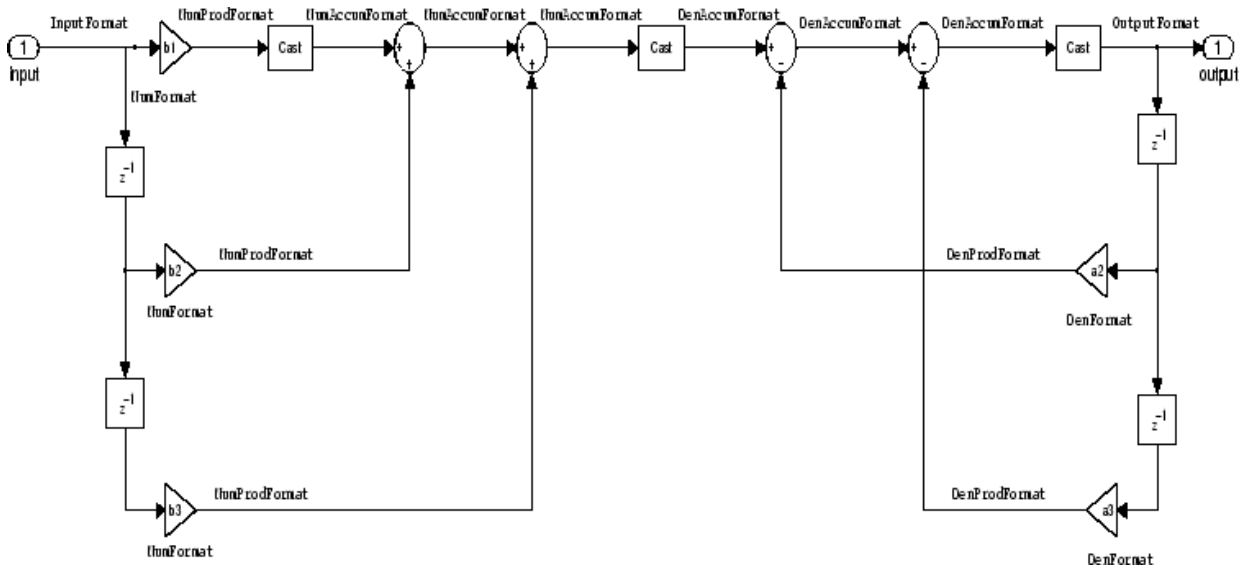 InputFormat NumProdFormat NumAccumFormat NumAccumFormat NumAccumFormat DenAccumFormat DenAccumFormat DenAccumFormat OutputFormat
1 b1 Cast + + Cast + + Cast 1
+ + − −
input output
NumFormat
z⁻¹ z⁻¹
NumProdFormat DenProdFormat
b2 a2
NumFormat DenFormat
z⁻¹ z⁻¹
NumProdFormat DenProdFormat
b3 a3
NumFormat DenFormat